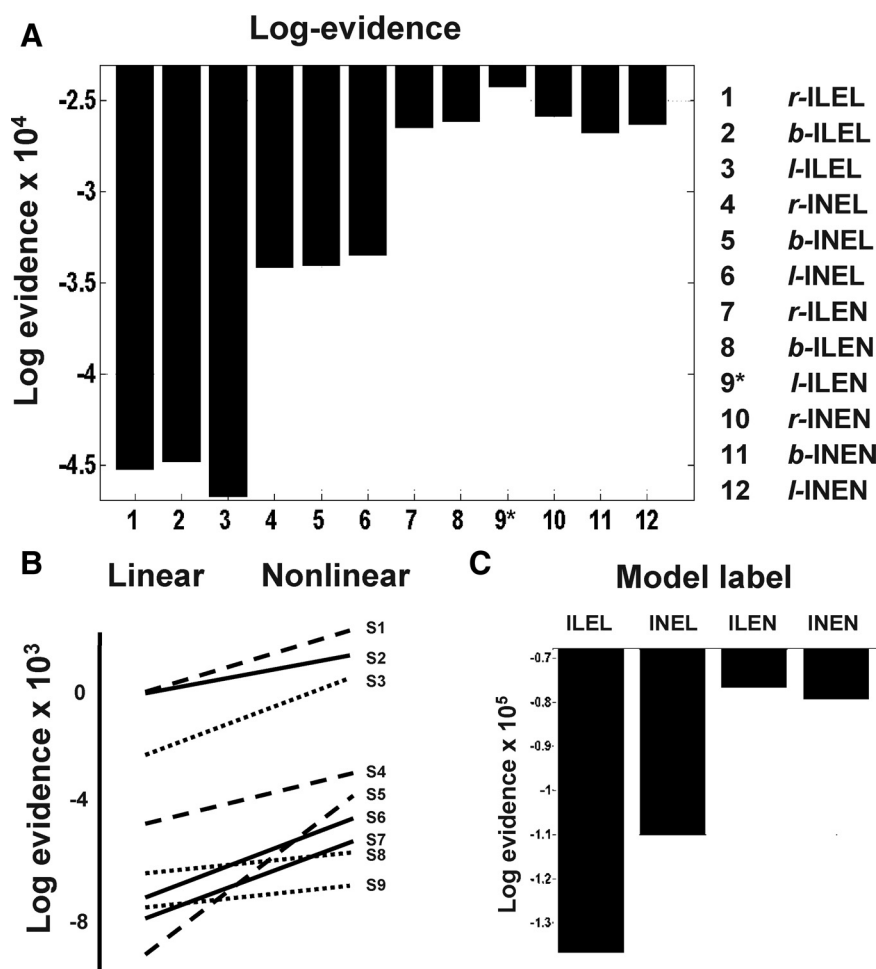 A
Log-evidence
Log evidence x 10⁴
-2.5
-3
-3.5
-4
-4.5
1 2 3 4 5 6 7 8 9* 10 11 12
1 r-ILEL
2 b-ILEL
3 l-ILEL
4 r-INEL
5 b-INEL
6 l-INEL
7 r-ILEN
8 b-ILEN
9* l-ILEN
10 r-INEN
11 b-INEN
12 l-INEN
B
Linear Nonlinear
Log evidence x 10³
0
-4
-8
S1
S2
S3
S4
S5
S6
S7
S8
S9
C
Model label
ILEL INEL ILEN INEN
Log evidence x 10⁵
-0.7
-0.8
-0.9
-1
-1.1
-1.2
-1.3